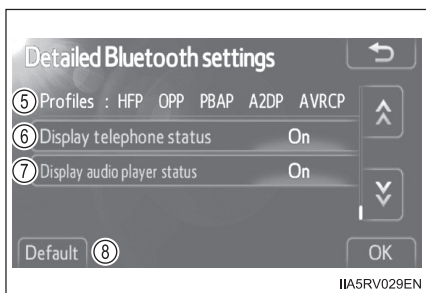 Detailed Bluetooth settings
5 Profiles : HFP OPP PBAP A2DP AVRCP
6 Display telephone status On
7 Display audio player status On
Default 8 OK
IIA5RV029EN